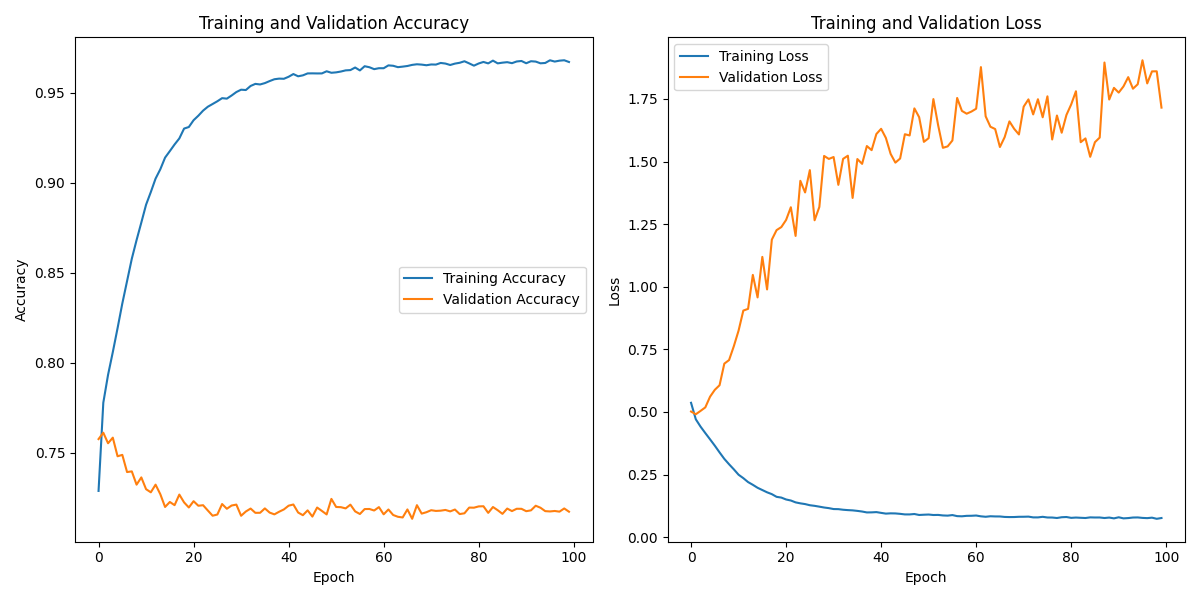 Training and Validation Accuracy
Accuracy
0.95
0.90
0.85
0.80
0.75
Training Accuracy
Validation Accuracy
0 20 40 60 80 100
Epoch
Training and Validation Loss
Loss
Training Loss
Validation Loss
1.75
1.50
1.25
1.00
0.75
0.50
0.25
0.00
0 20 40 60 80 100
Epoch